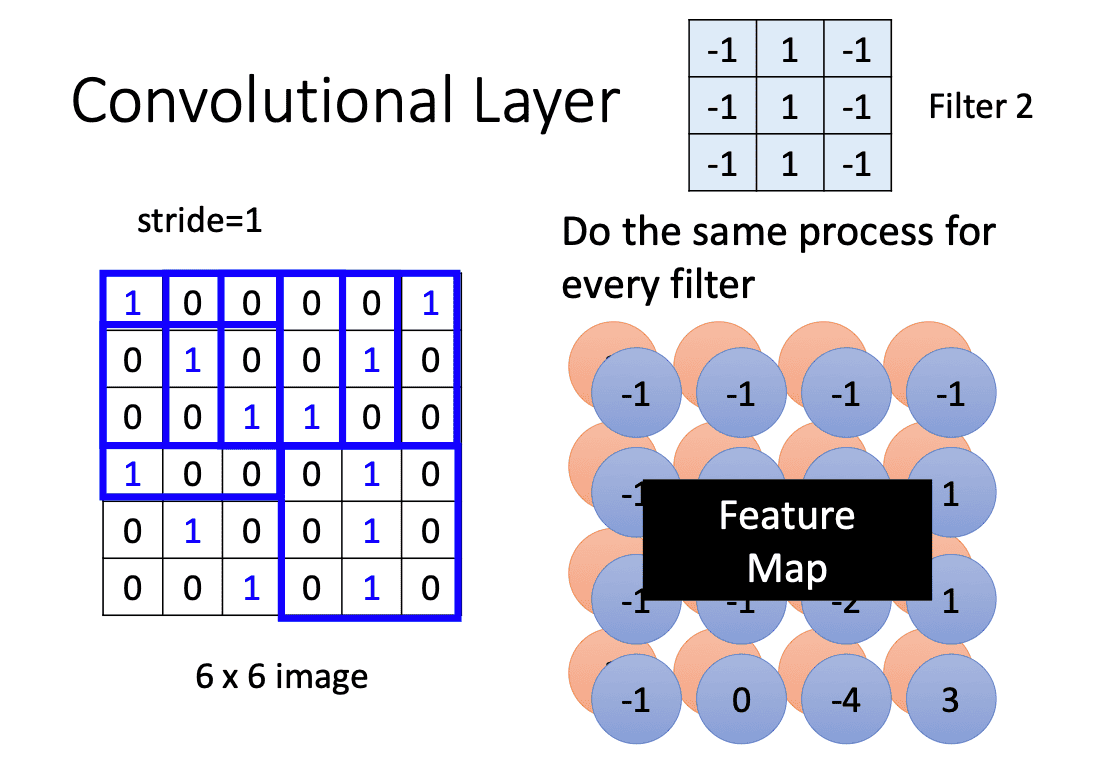 Convolutional Layer
-1 1 -1
-1 1 -1
-1 1 -1
Filter 2
stride=1
Do the same process for
every filter
1 0 0 0 0 1
0 1 0 0 1 0
0 0 1 1 0 0
1 0 0 0 1 0
0 1 0 0 1 0
0 0 1 0 1 0
6 x 6 image
-1 -1 -1 -1
-1 1
Feature
Map
-1 -1 -2 1
-1 0 -4 3